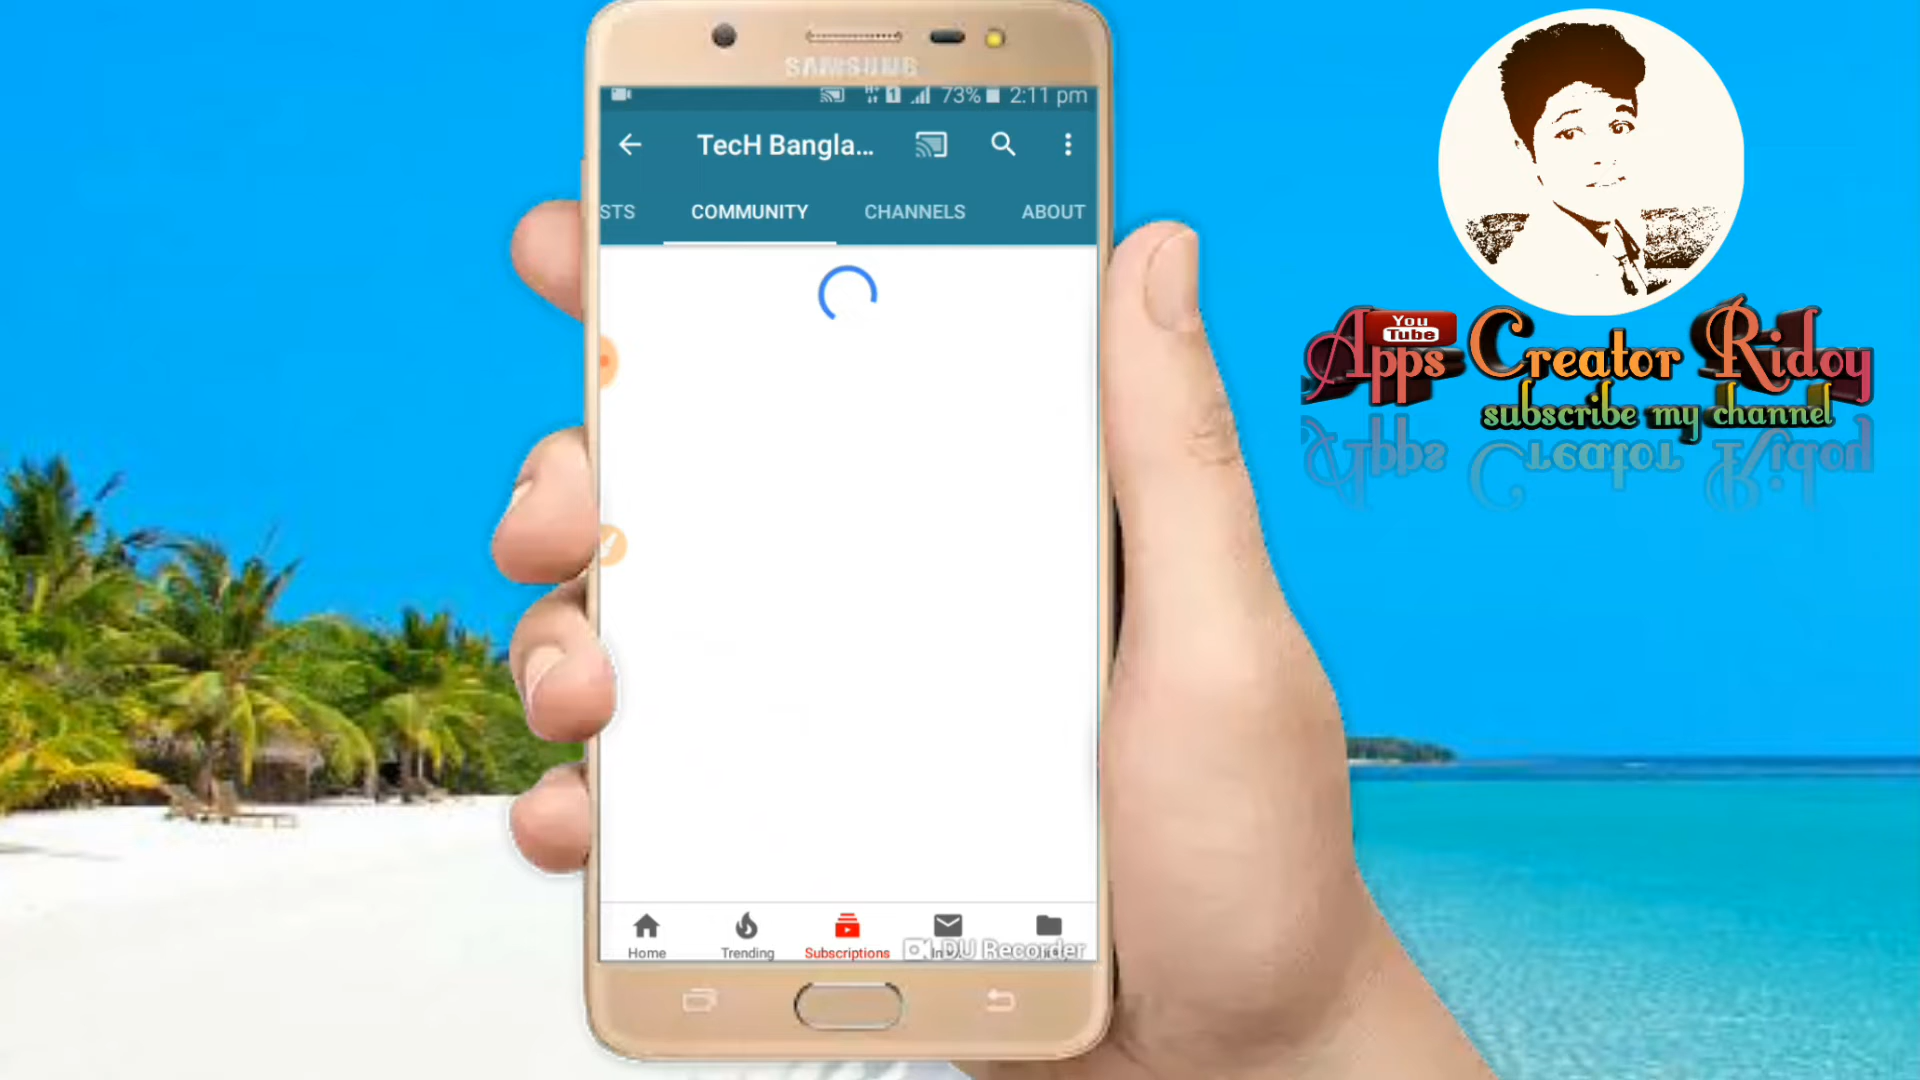 SAMSUNG
1 73% 2:11 pm
TecH Bangla...
STS COMMUNITY CHANNELS ABOUT
Home Trending Subscriptions
DU Recorder
You
Tube
Apps Creator Ridoy
subscribe my channel